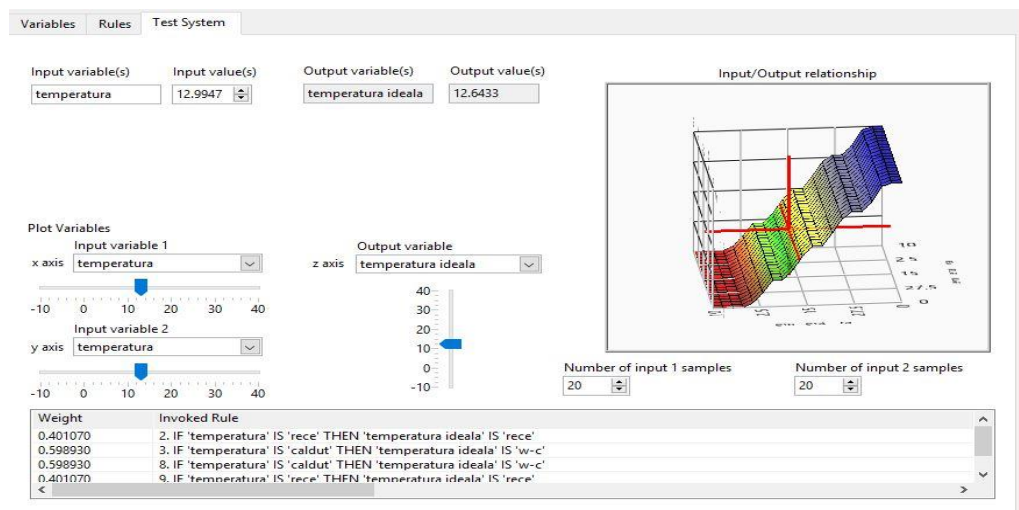 Variables Rules Test System
Input variable(s) Input value(s) Output variable(s) Output value(s)
temperatura 12.9947 temperatura ideala 12.6433
Input/Output relationship
Plot Variables
Input variable 1
x axis temperatura
-10 0 10 20 30 40
Input variable 2
y axis temperatura
-10 0 10 20 30 40
Output variable
z axis temperatura ideala
40
30
20
10
0
-10
10
15
27.5
0
0
Number of input 1 samples Number of input 2 samples
20 20
Weight Invoked Rule
0.401070 2. IF 'temperatura' IS 'rece' THEN 'temperatura ideala' IS 'rece'
0.598930 3. IF 'temperatura' IS 'caldut' THEN 'temperatura ideala' IS 'w-c'
0.598930 8. IF 'temperatura' IS 'caldut' THEN 'temperatura ideala' IS 'w-c'
0.401070 9. IF 'temperatura' IS 'rece' THEN 'temperatura ideala' IS 'rece'